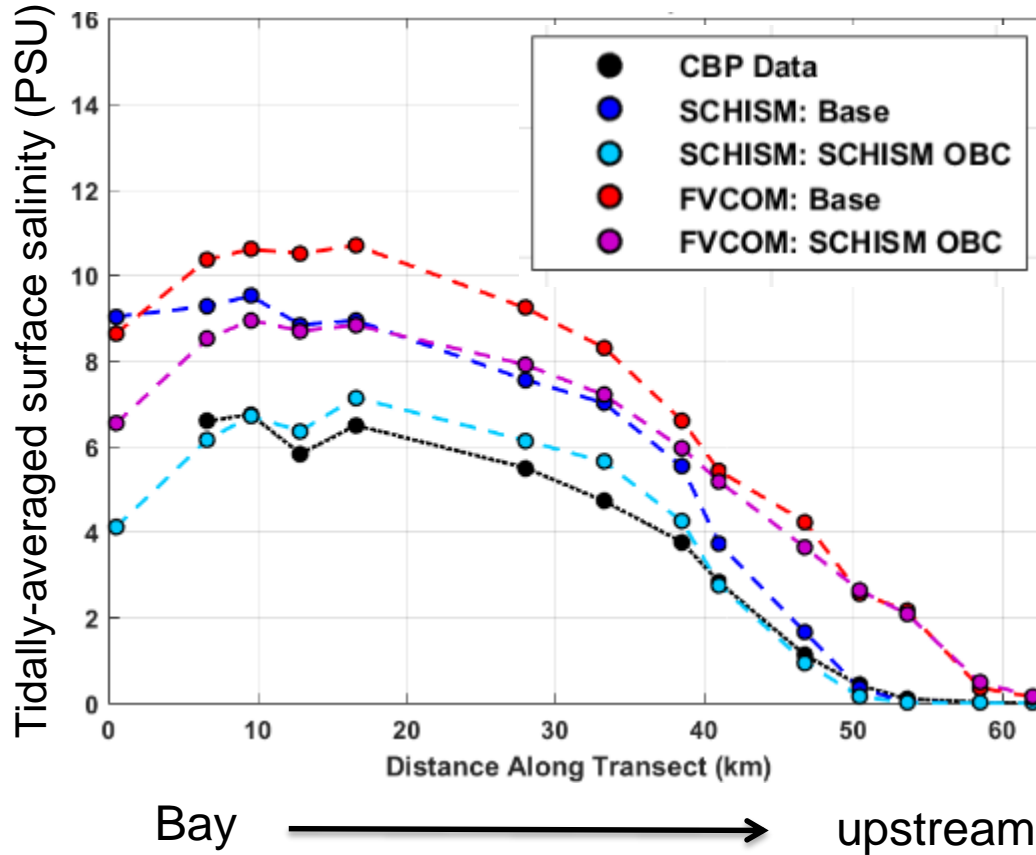 Tidally-averaged surface salinity (PSU)
16
14
12
10
8
6
4
2
0
CBP Data
SCHISM: Base
SCHISM: SCHISM OBC
FVCOM: Base
FVCOM: SCHISM OBC
0 10 20 30 40 50 60
Distance Along Transect (km)
Bay upstream